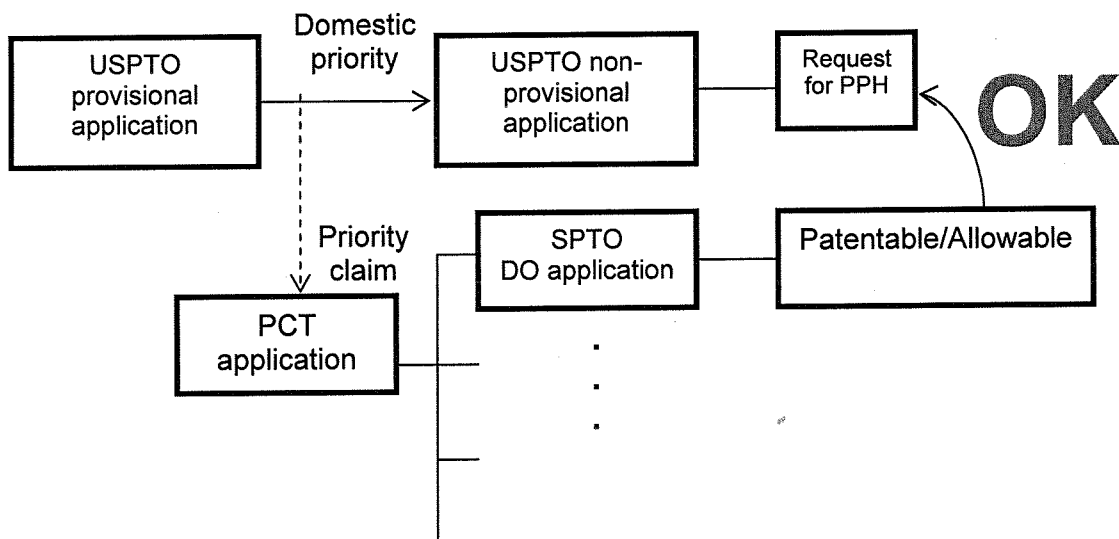 Domestic
priority
USPTO
provisional
application
USPTO non-
provisional
application
Request
for PPH
OK
Priority
claim
SPTO
DO application
Patentable/Allowable
PCT
application